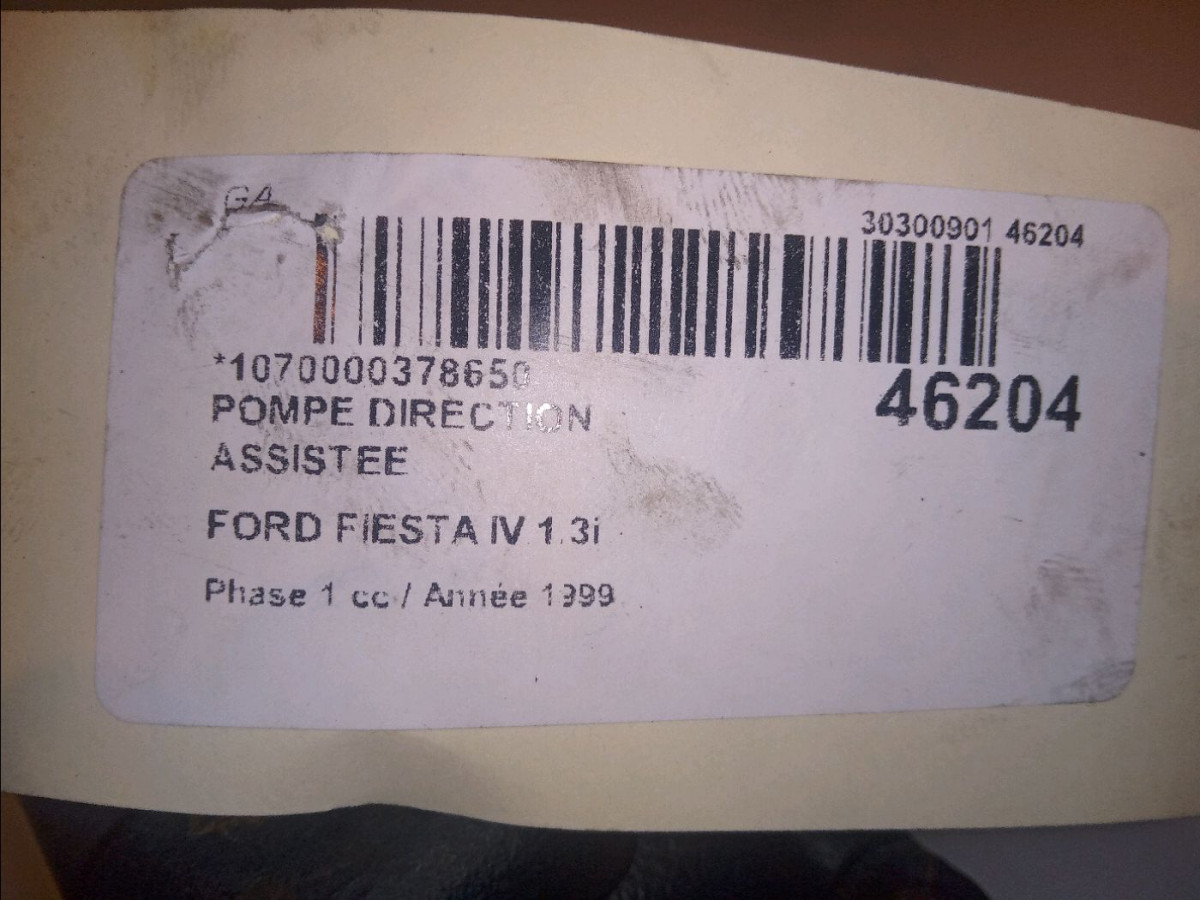 GA
30300901 46204
*1070000378650
46204
POMPE DIRECTION
ASSISTEE
FORD FIESTA IV 1.3i
Phase 1 cc / Année 1999